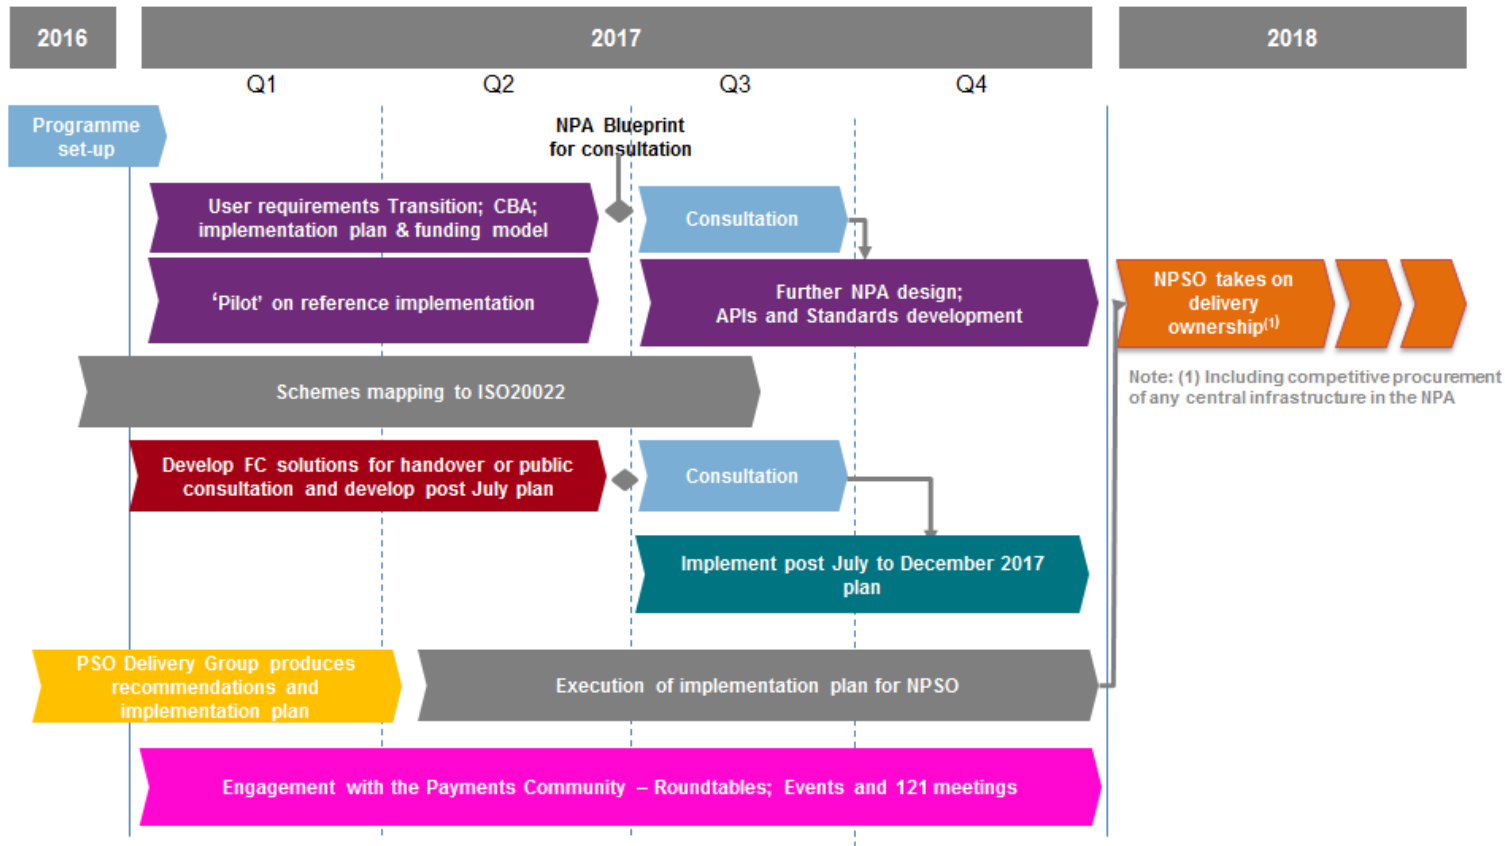 2016
2017
2018
Q1
Q2
Q3
Q4
Programme
set-up
NPA Blueprint
for consultation
User requirements Transition; CBA;
implementation plan & funding model
Consultation
‘Pilot’ on reference implementation
Further NPA design;
APIs and Standards development
NPSO takes on
delivery
ownership(1)
Note: (1) Including competitive procurement
of any central infrastructure in the NPA
Schemes mapping to ISO20022
Develop FC solutions for handover or public
consultation and develop post July plan
Consultation
Implement post July to December 2017
plan
PSO Delivery Group produces
recommendations and
implementation plan
Execution of implementation plan for NPSO
Engagement with the Payments Community – Roundtables; Events and 121 meetings